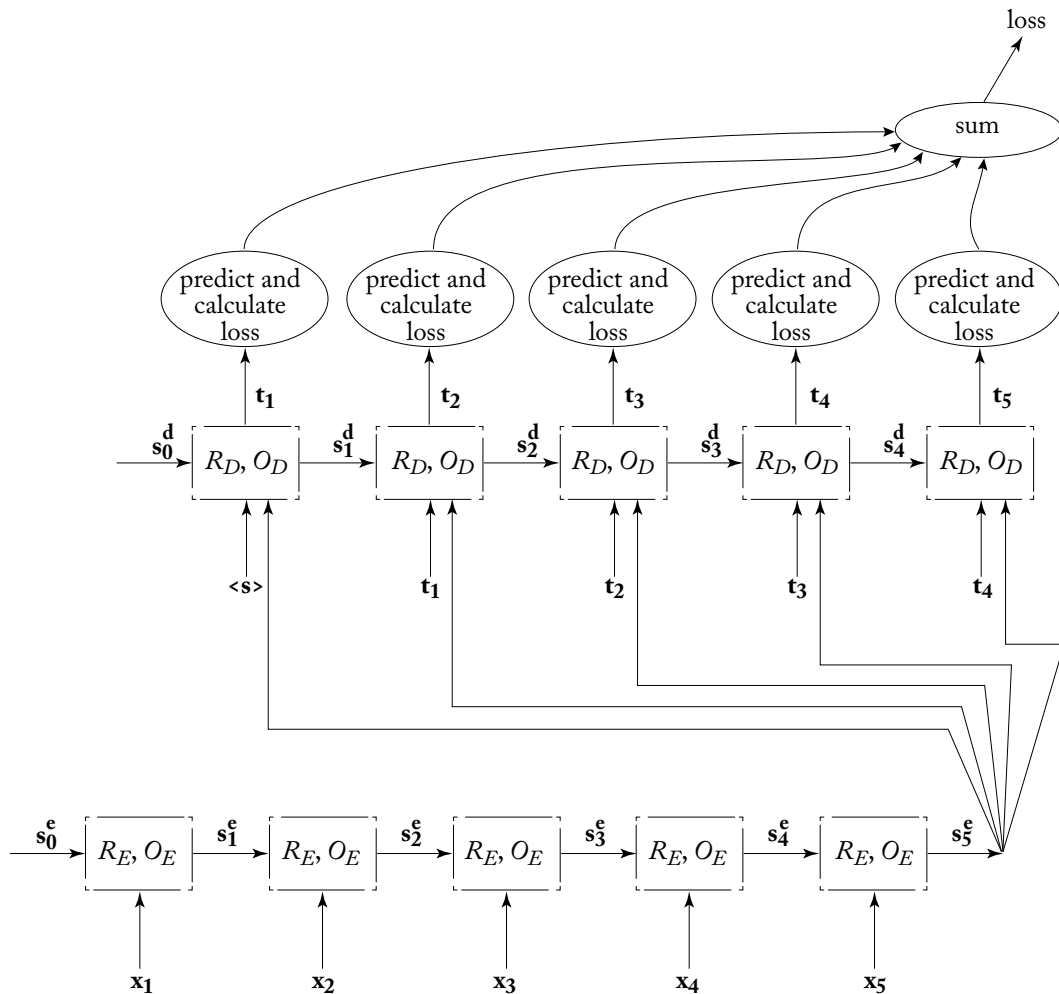 loss
sum
predict and calculate loss
predict and calculate loss
predict and calculate loss
predict and calculate loss
predict and calculate loss
t₁ t₂ t₃ t₄ t₅
s₀ᵈ s₁ᵈ s₂ᵈ s₃ᵈ s₄ᵈ
R_D, O_D R_D, O_D R_D, O_D R_D, O_D R_D, O_D
<s> t₁ t₂ t₃ t₄
s₀ᵉ s₁ᵉ s₂ᵉ s₃ᵉ s₄ᵉ s₅ᵉ
R_E, O_E R_E, O_E R_E, O_E R_E, O_E R_E, O_E
x₁ x₂ x₃ x₄ x₅